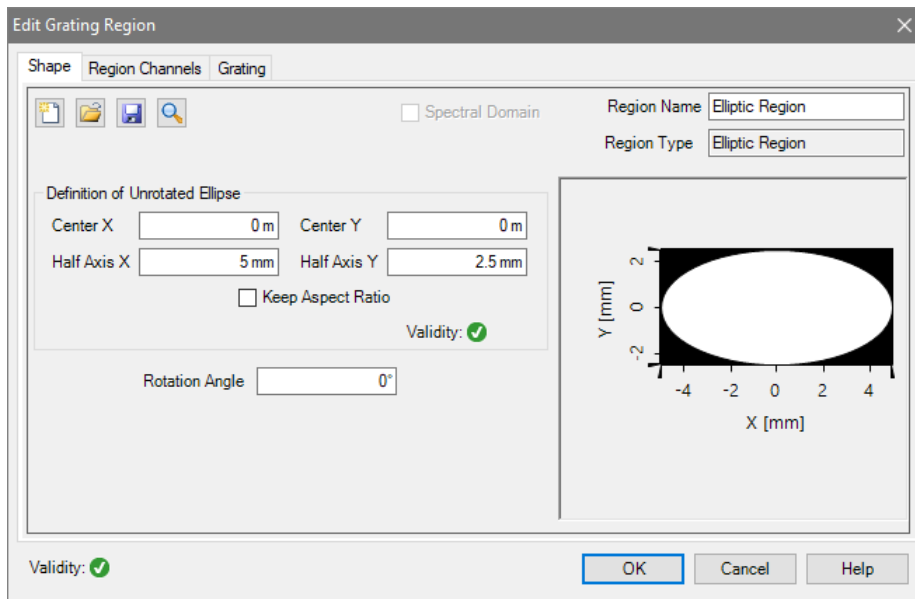 Edit Grating Region
Shape Region Channels Grating
Spectral Domain
Region Name Elliptic Region
Region Type Elliptic Region
Definition of Unrotated Ellipse
Center X 0 m Center Y 0 m
Half Axis X 5 mm Half Axis Y 2.5 mm
Keep Aspect Ratio
Validity:
Rotation Angle 0°
Y [mm]
2
0
-2
-4 -2 0 2 4
X [mm]
Validity:
OK Cancel Help